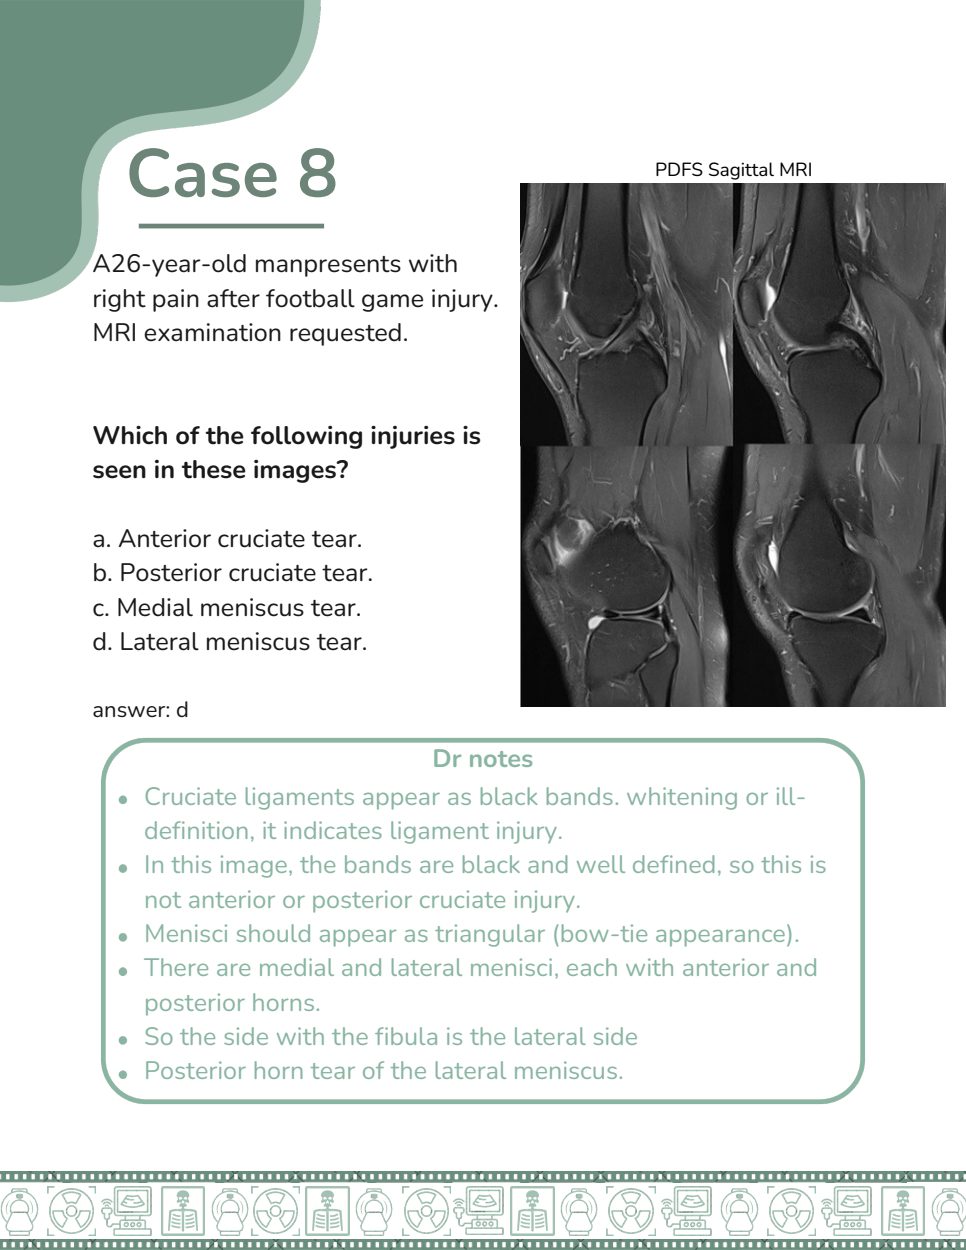 Case 8
A26-year-old manpresents with
right pain after football game injury.
MRI examination requested.
Which of the following injuries is
seen in these images?
a. Anterior cruciate tear.
b. Posterior cruciate tear.
c. Medial meniscus tear.
d. Lateral meniscus tear.
answer: d
PDFS Sagittal MRI
Dr notes
• Cruciate ligaments appear as black bands. whitening or ill-
definition, it indicates ligament injury.
• In this image, the bands are black and well defined, so this is
not anterior or posterior cruciate injury.
• Menisci should appear as triangular (bow-tie appearance).
• There are medial and lateral menisci, each with anterior and
posterior horns.
• So the side with the fibula is the lateral side
• Posterior horn tear of the lateral meniscus.